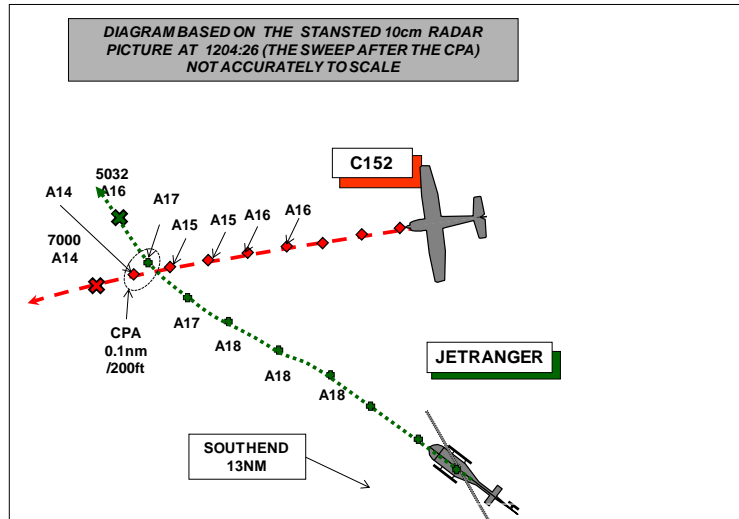 DIAGRAM BASED ON THE STANSTED 10cm RADAR
PICTURE AT 1204:26 (THE SWEEP AFTER THE CPA)
NOT ACCURATELY TO SCALE
C152
5032
A16
A14
A17
A15
A15
A16
A16
7000
A14
CPA
0.1nm
/200ft
A17
A18
A18
A18
JETRANGER
SOUTHEND
13NM